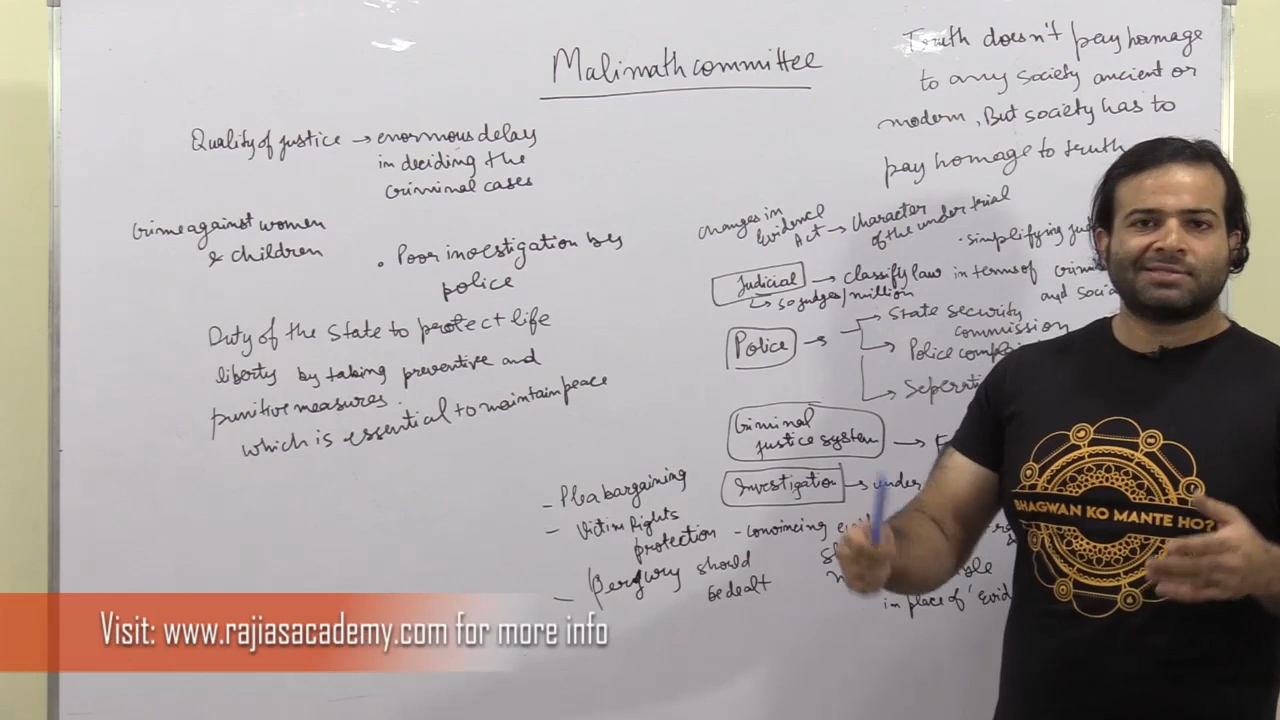 Malimath committee
Truth doesn't pay homage
to any society ancient or
modern, But society has to
pay homage to truth
Quality of justice → enormous delay
in deciding the
criminal cases
Crime against women
& children
• Poor investigation by
police
Duty of the State to protect life
liberty by taking preventive and
punitive measures.
which is essential to maintain peace
changes in
Evidence
Act → character
of the under trial
• simplifying
Judicial → classify law in terms of
↳ 50 judges/million
and
Police → State security
commission
Police
Criminal
justice system →
Investigation → under
- Plea bargaining
- Victim Rights
protection - convincing
- Perjury should
be dealt
in place of '
BHAGWAN KO MANTE HO?
Visit: www.rajiasacademy.com for more info